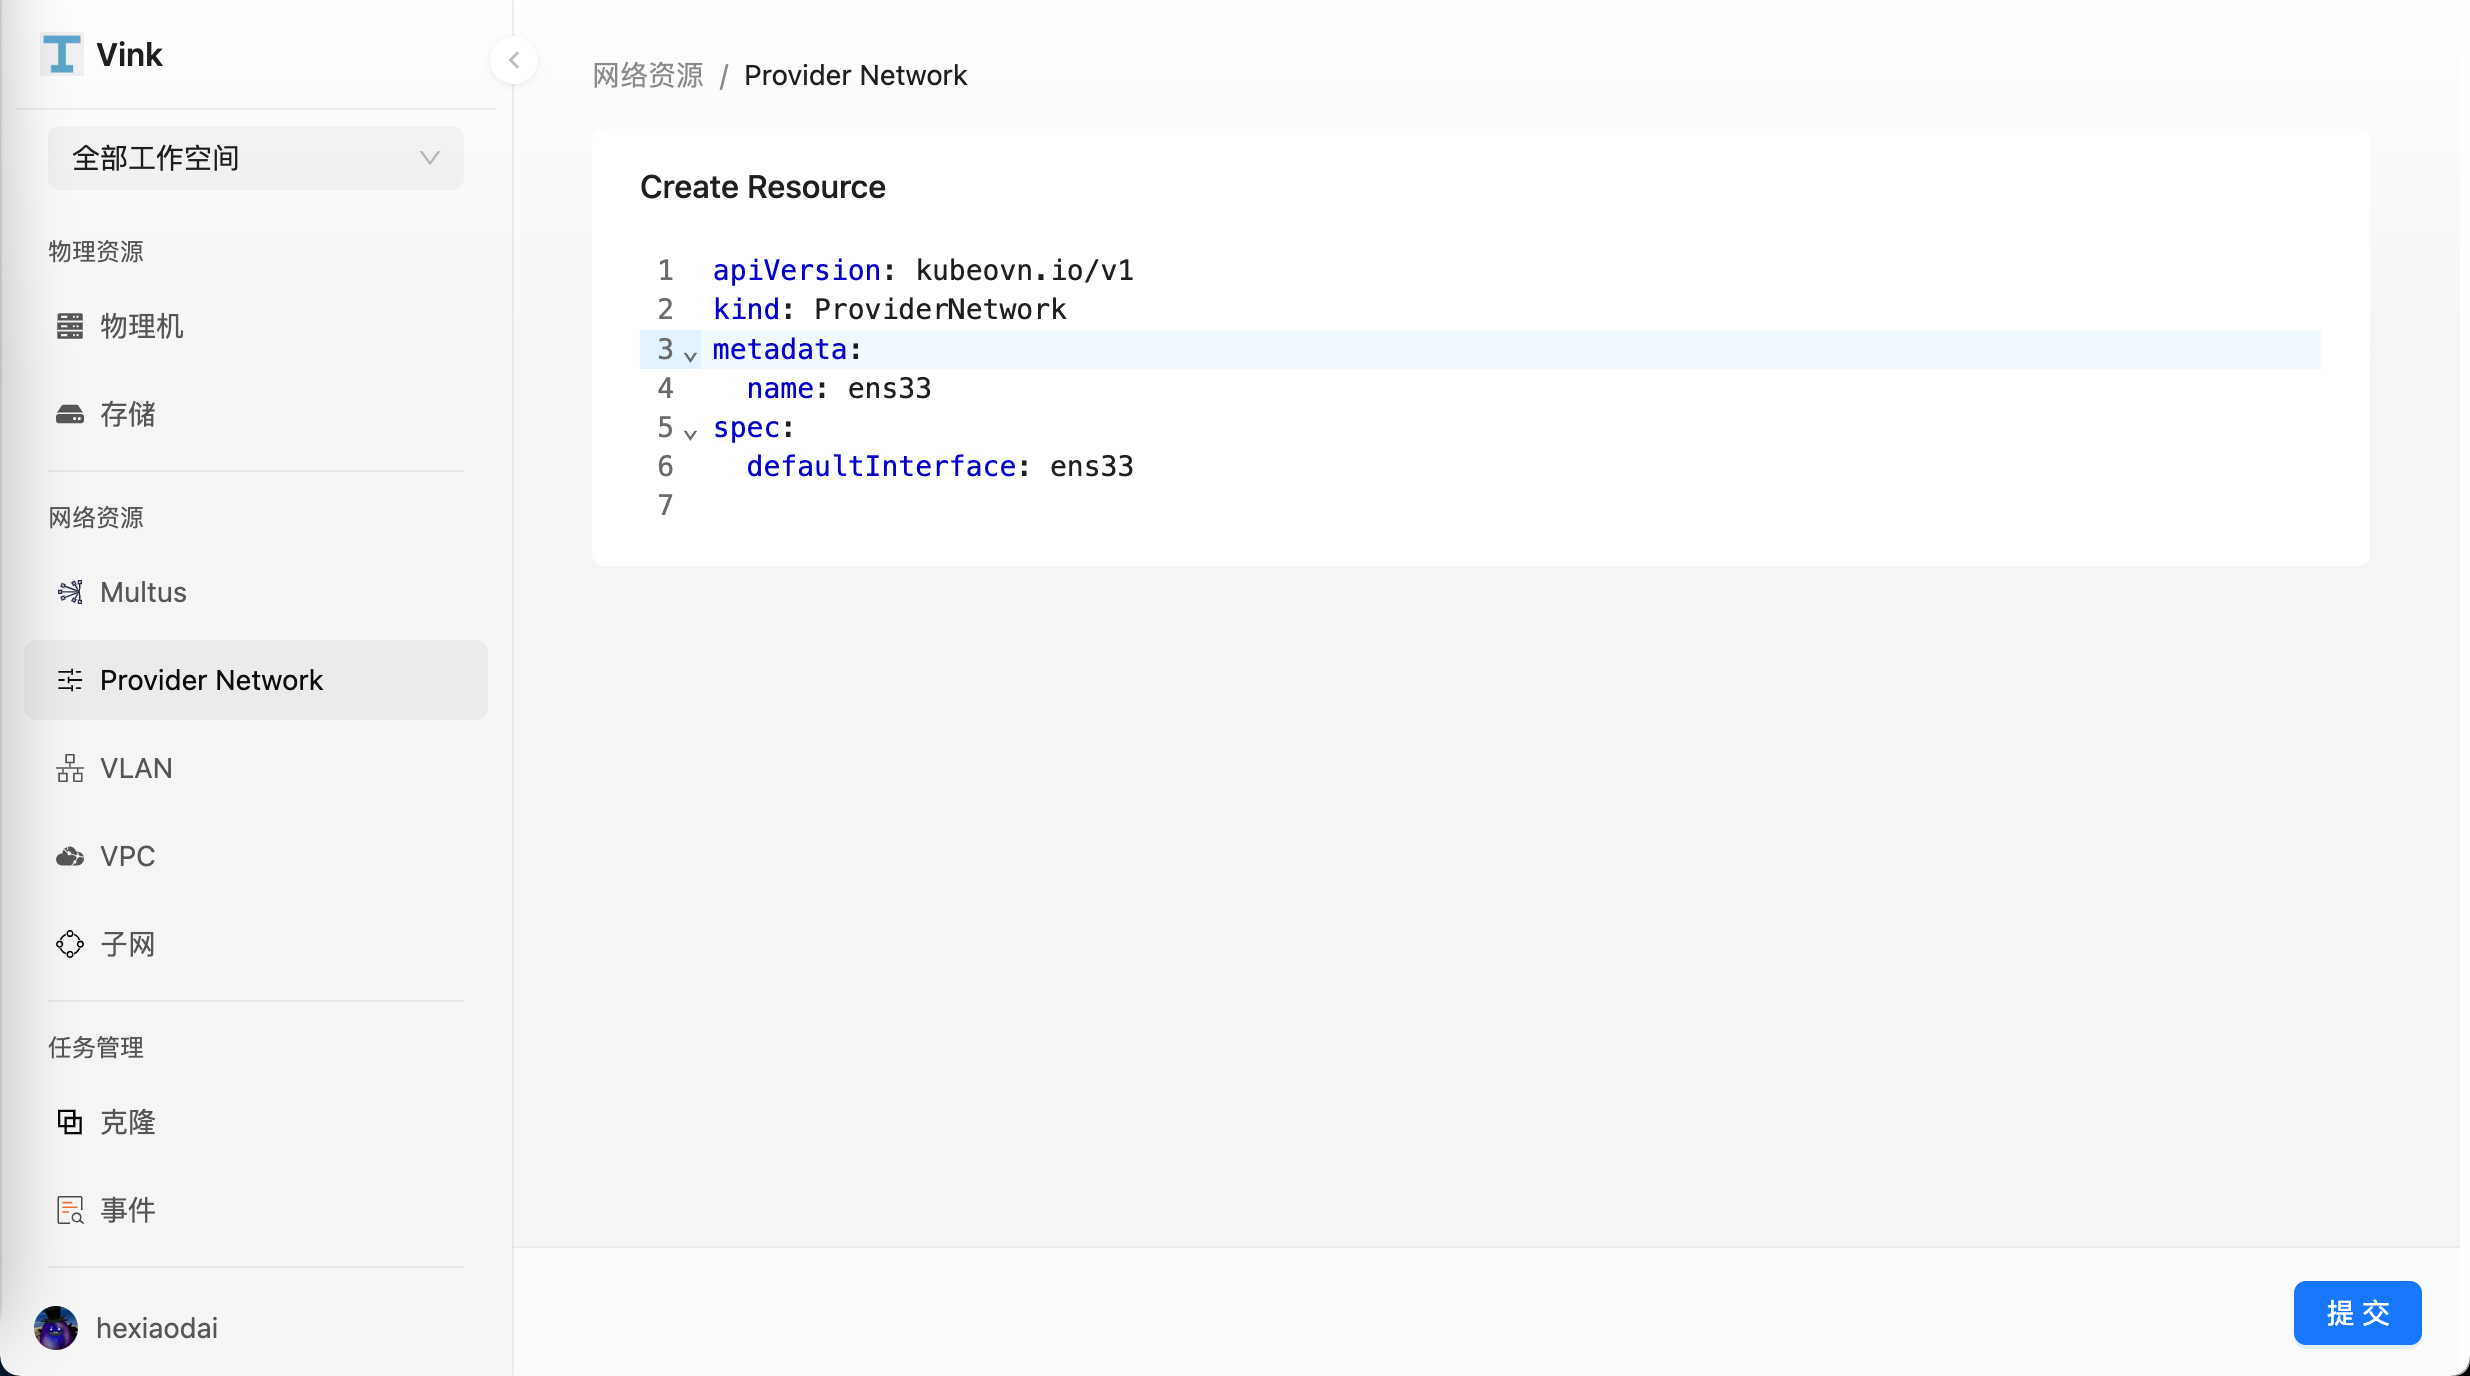 Vink
全部工作空间
物理资源
物理机
存储
网络资源
Multus
Provider Network
VLAN
VPC
子网
任务管理
克隆
事件
hexiaodai
网络资源 / Provider Network
Create Resource
1 apiVersion: kubeovn.io/v1
2 kind: ProviderNetwork
3 metadata:
4   name: ens33
5 spec:
6   defaultInterface: ens33
7
提 交